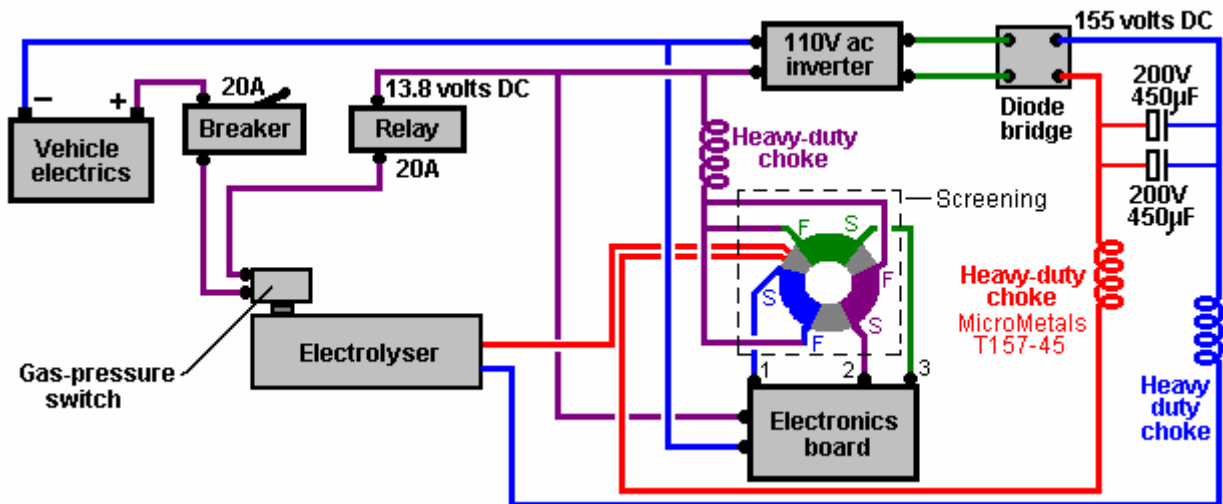 110V ac
inverter
155 volts DC
200V
450µF
200V
450µF
Diode
bridge
–
+
20A
Breaker
13.8 volts DC
Relay
20A
Vehicle
electrics
Heavy-duty
choke
Screening
F
S
F
S
F
S
Heavy-duty
choke
MicroMetals
T157-45
Heavy
duty
choke
Gas-pressure
switch
Electrolyser
1
2
3
Electronics
board